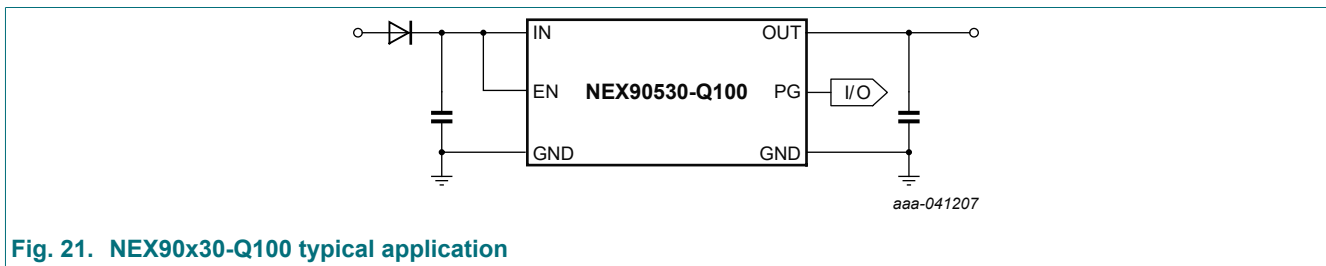 IN OUT
EN NEX90530-Q100 PG I/O
GND GND
aaa-041207
Fig. 21. NEX90x30-Q100 typical application